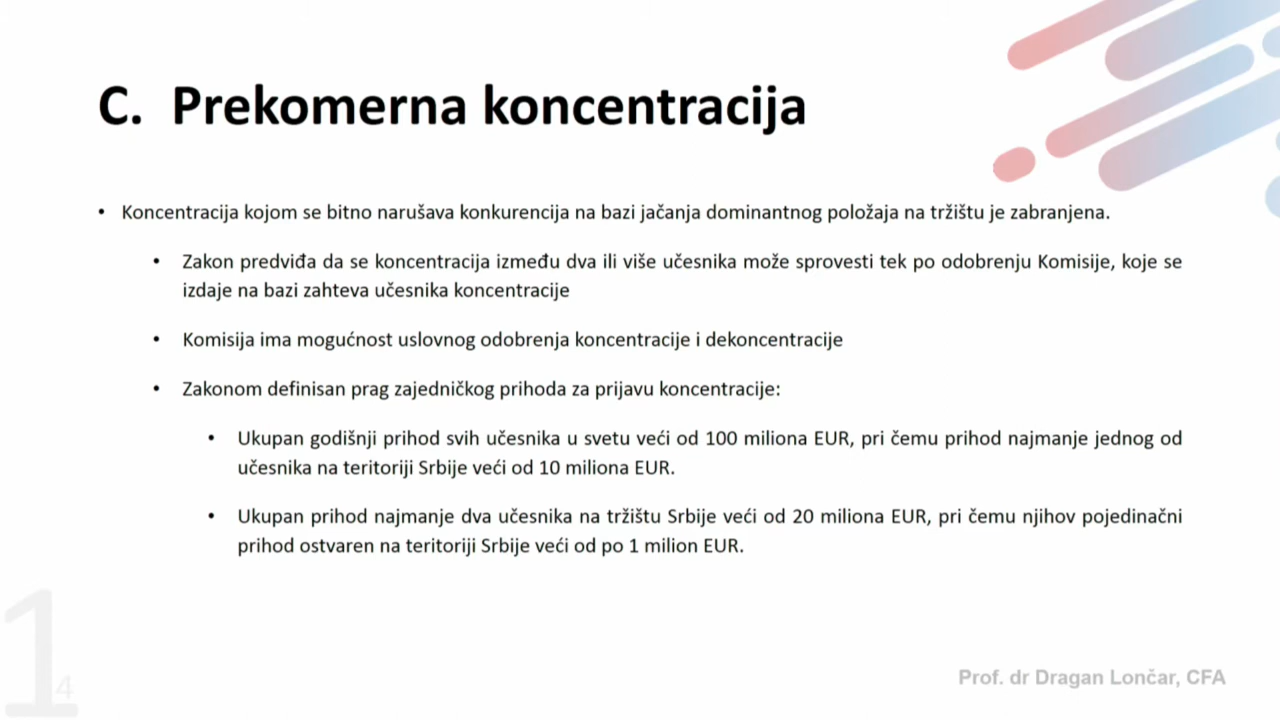 C. Prekomerna koncentracija
• Koncentracija kojom se bitno narušava konkurencija na bazi jačanja dominantnog položaja na tržištu je zabranjena.
• Zakon predviđa da se koncentracija između dva ili više učesnika može sprovesti tek po odobrenju Komisije, koje se
izdaje na bazi zahteva učesnika koncentracije
• Komisija ima mogućnost uslovnog odobrenja koncentracije i dekoncentracije
• Zakonom definisan prag zajedničkog prihoda za prijavu koncentracije:
• Ukupan godišnji prihod svih učesnika u svetu veći od 100 miliona EUR, pri čemu prihod najmanje jednog od
učesnika na teritoriji Srbije veći od 10 miliona EUR.
• Ukupan prihod najmanje dva učesnika na tržištu Srbije veći od 20 miliona EUR, pri čemu njihov pojedinačni
prihod ostvaren na teritoriji Srbije veći od po 1 milion EUR.
14
Prof. dr Dragan Lončar, CFA